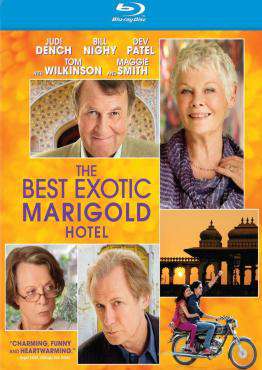 Blu-ray Disc
JUDI DENCH BILL NIGHY DEV PATEL
TOM WILKINSON AND MAGGIE SMITH
THE
BEST EXOTIC
MARIGOLD
HOTEL
"CHARMING, FUNNY
AND
HEARTWARMING."